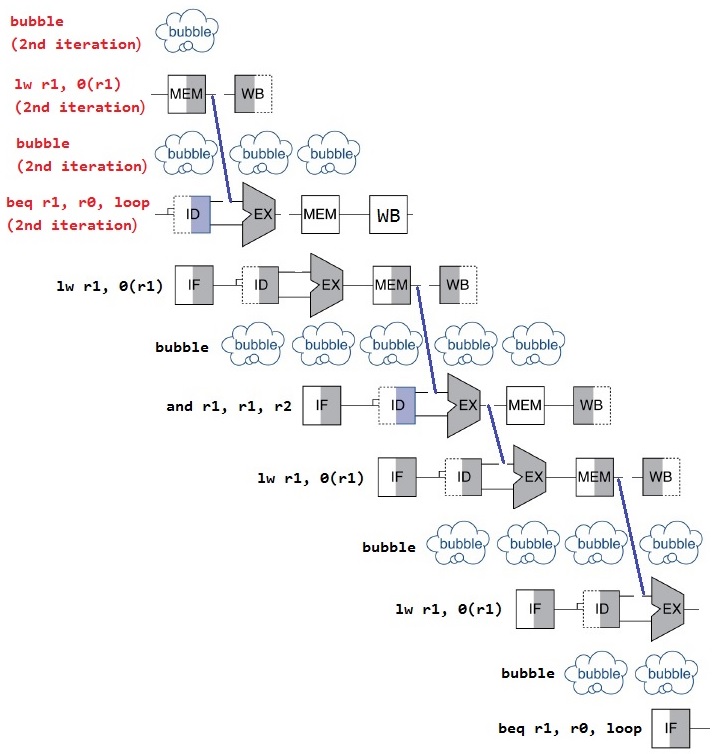 bubble
(2nd iteration)
bubble
lw r1, 0(r1)
(2nd iteration)
MEM WB
bubble
(2nd iteration)
bubble bubble bubble
beq r1, r0, loop
(2nd iteration)
ID EX MEM WB
lw r1, 0(r1) IF ID EX MEM WB
bubble bubble bubble bubble bubble bubble
and r1, r1, r2 IF ID EX MEM WB
lw r1, 0(r1) IF ID EX MEM WB
bubble bubble bubble bubble bubble
lw r1, 0(r1) IF ID EX
bubble bubble bubble
beq r1, r0, loop IF